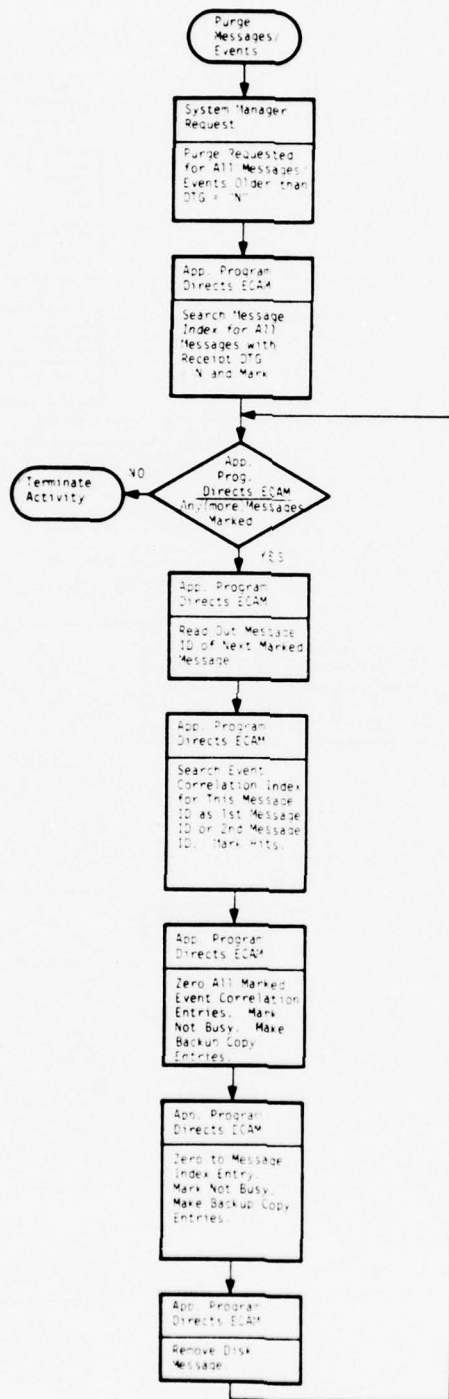 Purge
Messages/
Events
System Manager
Request
Purge Requested
for All Messages/
Events Older than
DTG = "N"
App. Program
Directs ECAM
Search Message
Index for All
Messages with
Receipt DTG
N and Mark
App.
Prog.
Directs ECAM
Any(more)Messages
Marked
NO
Terminate
Activity
YES
App. Program
Directs ECAM
Read Out Message
ID of Next Marked
Message
App. Program
Directs ECAM
Search Event
Correlation Index
for This Message
ID as 1st Message
ID or 2nd Message
ID. Mark Hits.
App. Program
Directs ECAM
Zero All Marked
Event Correlation
Entries. Mark
Not Busy. Make
Backup Copy
Entries.
App. Program
Directs ECAM
Zero to Message
Index Entry.
Mark Not Busy.
Make Backup Copy
Entries.
App. Program
Directs ECAM
Remove Disk
Message.